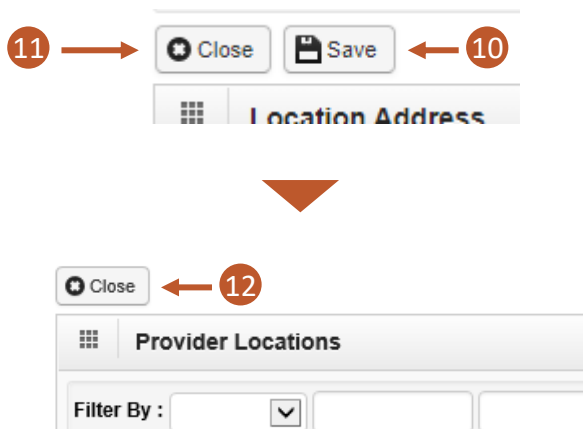 11 Close Save 10
Location Address
Close 12
Provider Locations
Filter By :